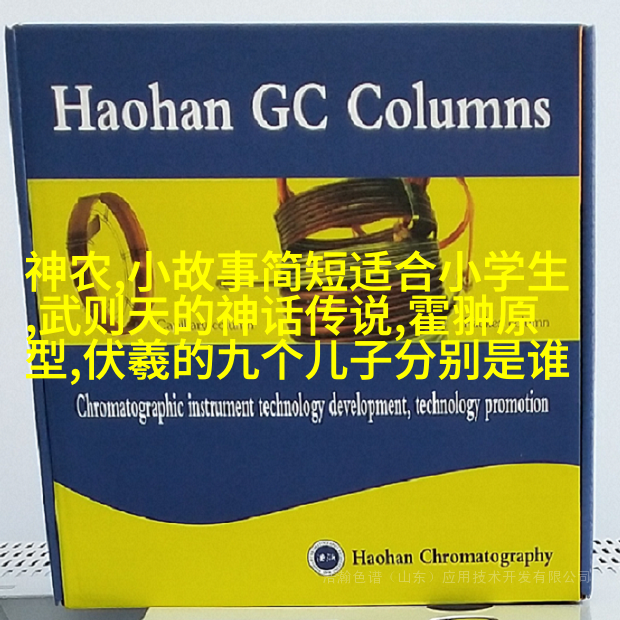 Haohan GC Columns
神农,小故事简短适合小学生
,武则天的神话传说,霍翀原
型,伏羲的九个儿子分别是谁
Capillary column
Chromatographic instrument technology development, technology promotion
Haohan Chromatography
浩瀚色谱（山东）应用技术开发有限公司